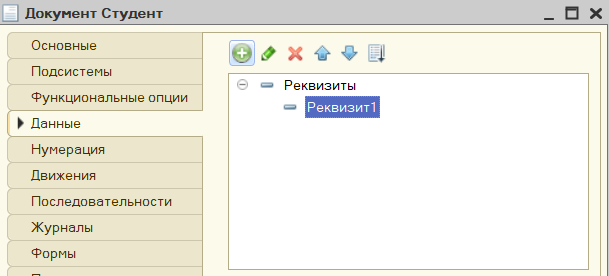 Документ Студент
Основные
Подсистемы
Функциональные опции
Данные
Нумерация
Движения
Последовательности
Журналы
Формы
Реквизиты
Реквизит1